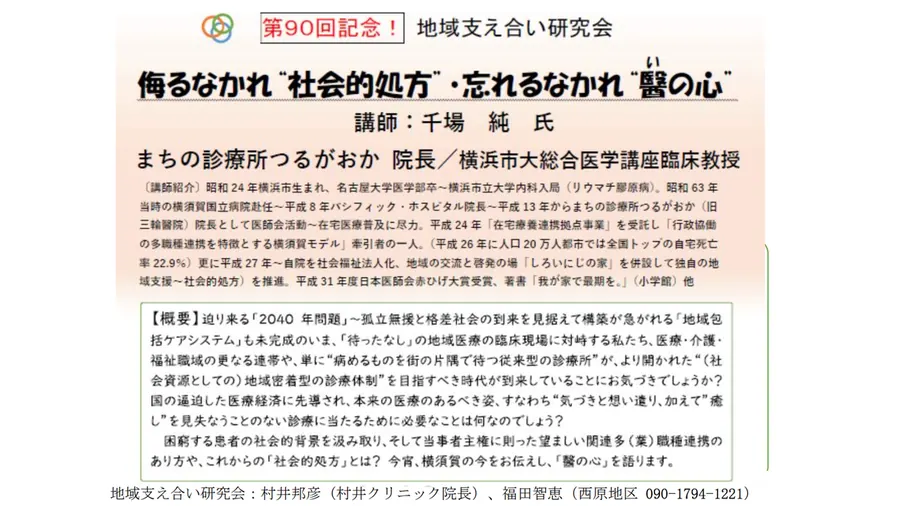 第90回記念! 地域支え合い研究会
い
侮るなかれ“社会的処方”・忘れるなかれ“醫の心”
講師：千場 純 氏
まちの診療所つるがおか 院長／横浜市大総合医学講座臨床教授
〔講師紹介〕昭和24年横浜市生まれ、名古屋大学医学部卒～横浜市立大学内科入局（リウマチ膠原病）。昭和63年
当時の横須賀国立病院赴任～平成8年パシフィック・ホスピタル院長～平成13年からまちの診療所つるがおか（旧
三輪醫院）院長として医師会活動～在宅医療普及に尽力。平成24年「在宅療養連携拠点事業」を受託し「行政協働
の多職種連携を特徴とする横須賀モデル」牽引者の一人。（平成26年に人口20万人都市では全国トップの自宅死亡
率22.9%）更に平成27年～自院を社会福祉法人化、地域の交流と啓発の場「しろいにじの家」を併設して独自の地
域支援～社会的処方）を推進。平成31年度日本医師会赤ひげ大賞受賞、著書「我が家で最期を。」（小学館）他
【概要】迫り来る「2040年問題」～孤立無援と格差社会の到来を見据えて構築が急がれる「地域包
括ケアシステム」も未完成のいま、「待ったなし」の地域医療の臨床現場に対峙する私たち、医療・介護・
福祉職域の更なる連帯や、単に“病めるものを街の片隅で待つ従来型の診療所”が、より開かれた“（社
会資源としての）地域密着型の診療体制”を目指すべき時代が到来していることにお気づきでしょうか？
国の逼迫した医療経済に先導され、本来の医療のあるべき姿、すなわち“気づきと想い遣り、加えて”癒
し”を見失なうことのない診療に当たるために必要なことは何なのでしょう？
困窮する患者の社会的背景を汲み取り、そして当事者主権に則った望ましい関連多（業）職種連携の
あり方や、これからの「社会的処方」とは？ 今宵、横須賀の今をお伝えし、「醫の心」を語ります。
地域支え合い研究会：村井邦彦（村井クリニック院長）、福田智恵（西原地区 090-1794-1221）